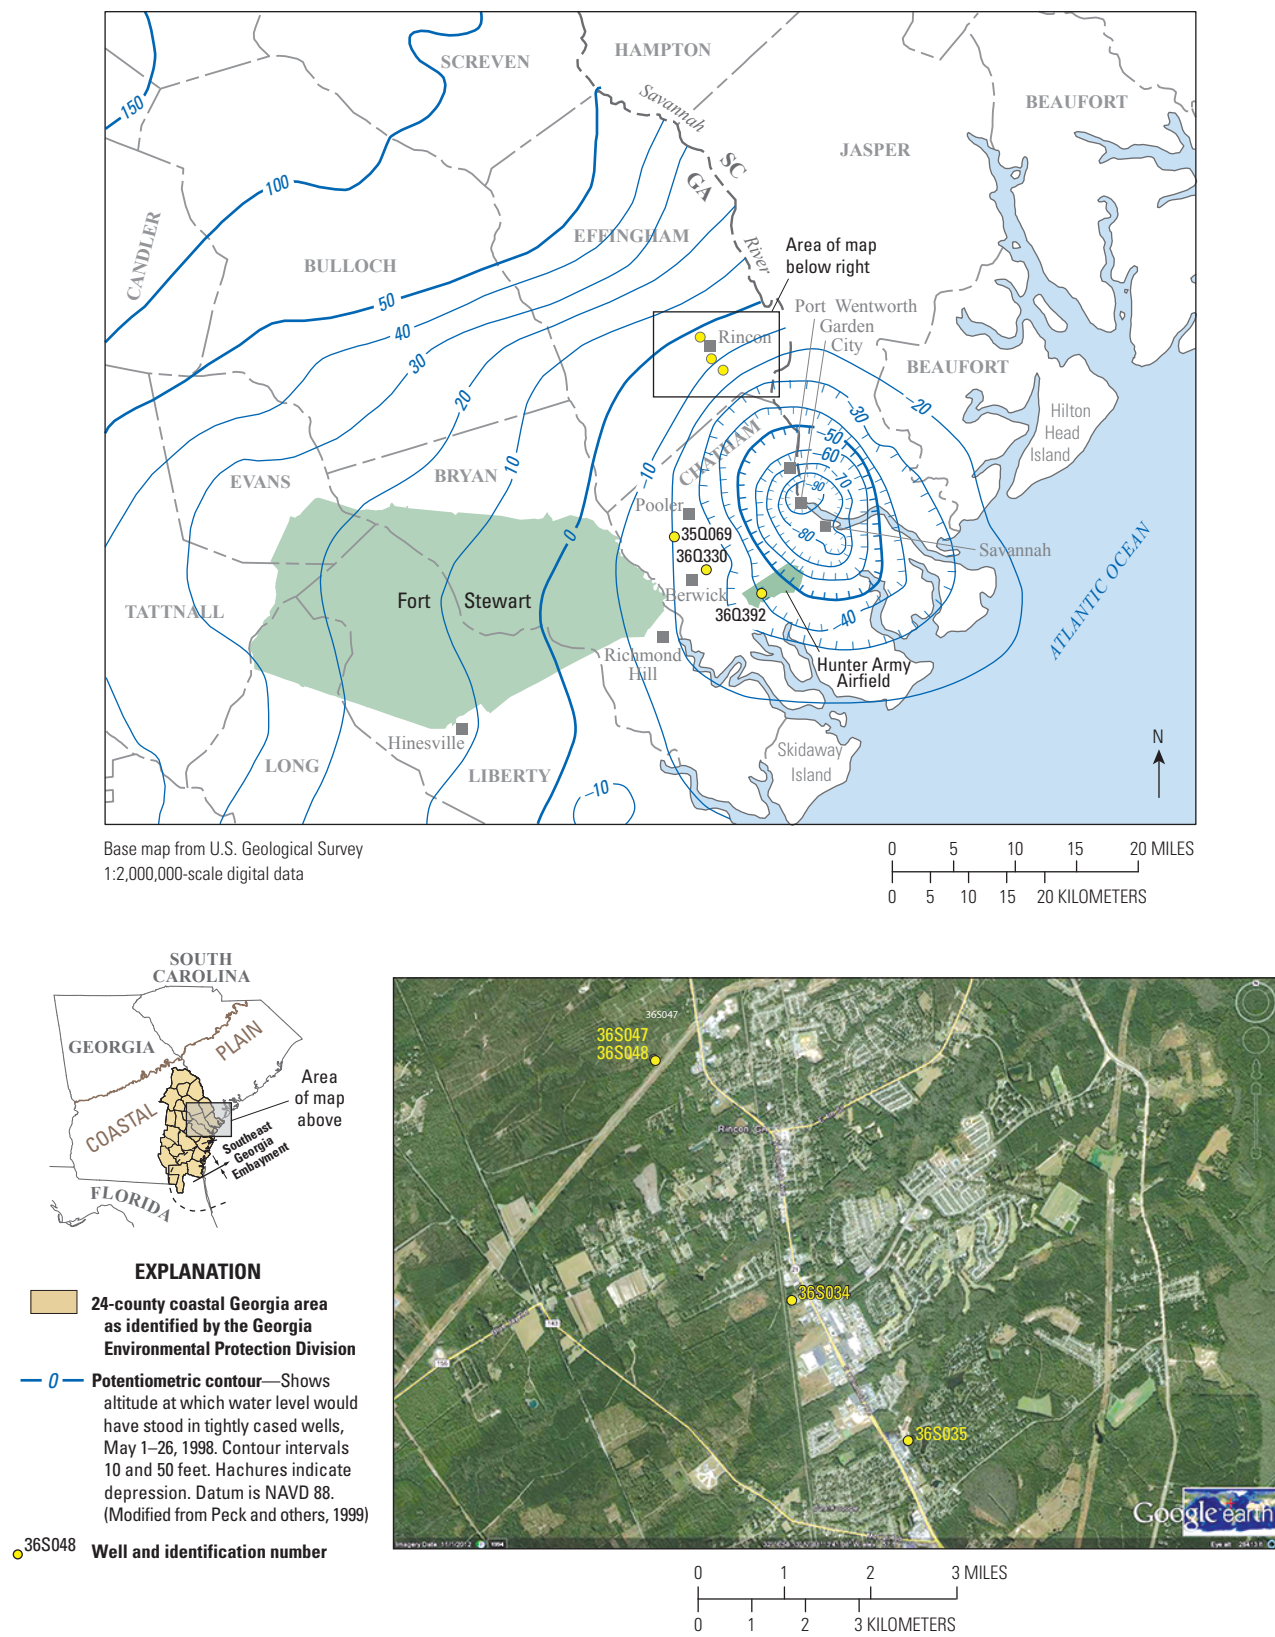 HAMPTON
SCREVEN
BEAUFORT
150
Savannah
JASPER
SC
GA
100
CANDLER
EFFINGHAM
River
Area of map
below right
BULLOCH
50
40
30
20
10
0
Port Wentworth
Garden
City
Rincon
BEAUFORT
–20
–30
Hilton
Head
Island
CHATHAM
–50
–60
–70
–90
–80
–10
EVANS
BRYAN
Pooler
35Q069
36Q330
Berwick
36Q392
Savannah
ATLANTIC OCEAN
Fort Stewart
TATTNALL
–40
Richmond
Hill
Hunter Army
Airfield
Hinesville
Skidaway
Island
LONG
LIBERTY
–10
N
Base map from U.S. Geological Survey
1:2,000,000-scale digital data
0 5 10 15 20 MILES
0 5 10 15 20 KILOMETERS
SOUTH
CAROLINA
GEORGIA
PLAIN
COASTAL
Area
of map
above
Southeast
Georgia
Embayment
FLORIDA
EXPLANATION
24-county coastal Georgia area
as identified by the Georgia
Environmental Protection Division
0
Potentiometric contour—Shows
altitude at which water level would
have stood in tightly cased wells,
May 1–26, 1998. Contour intervals
10 and 50 feet. Hachures indicate
depression. Datum is NAVD 88.
(Modified from Peck and others, 1999)
36S048
Well and identification number
36S047
36S047
36S048
21
36S034
143
156
36S035
Google earth
Imagery Date: 11/1/2012
1994
0 1 2 3 MILES
0 1 2 3 KILOMETERS